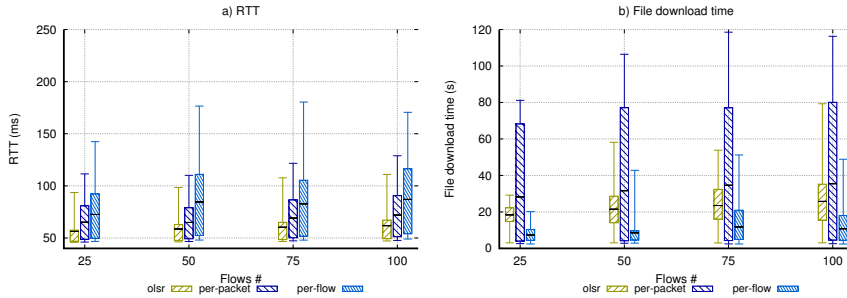 a) RTT
250
200
150
100
50
RTT (ms)
25
50
75
100
Flows #
olsr
per-packet
per-flow
b) File download time
120
100
80
60
40
20
0
File download time (s)
25
50
75
100
Flows #
olsr
per-packet
per-flow